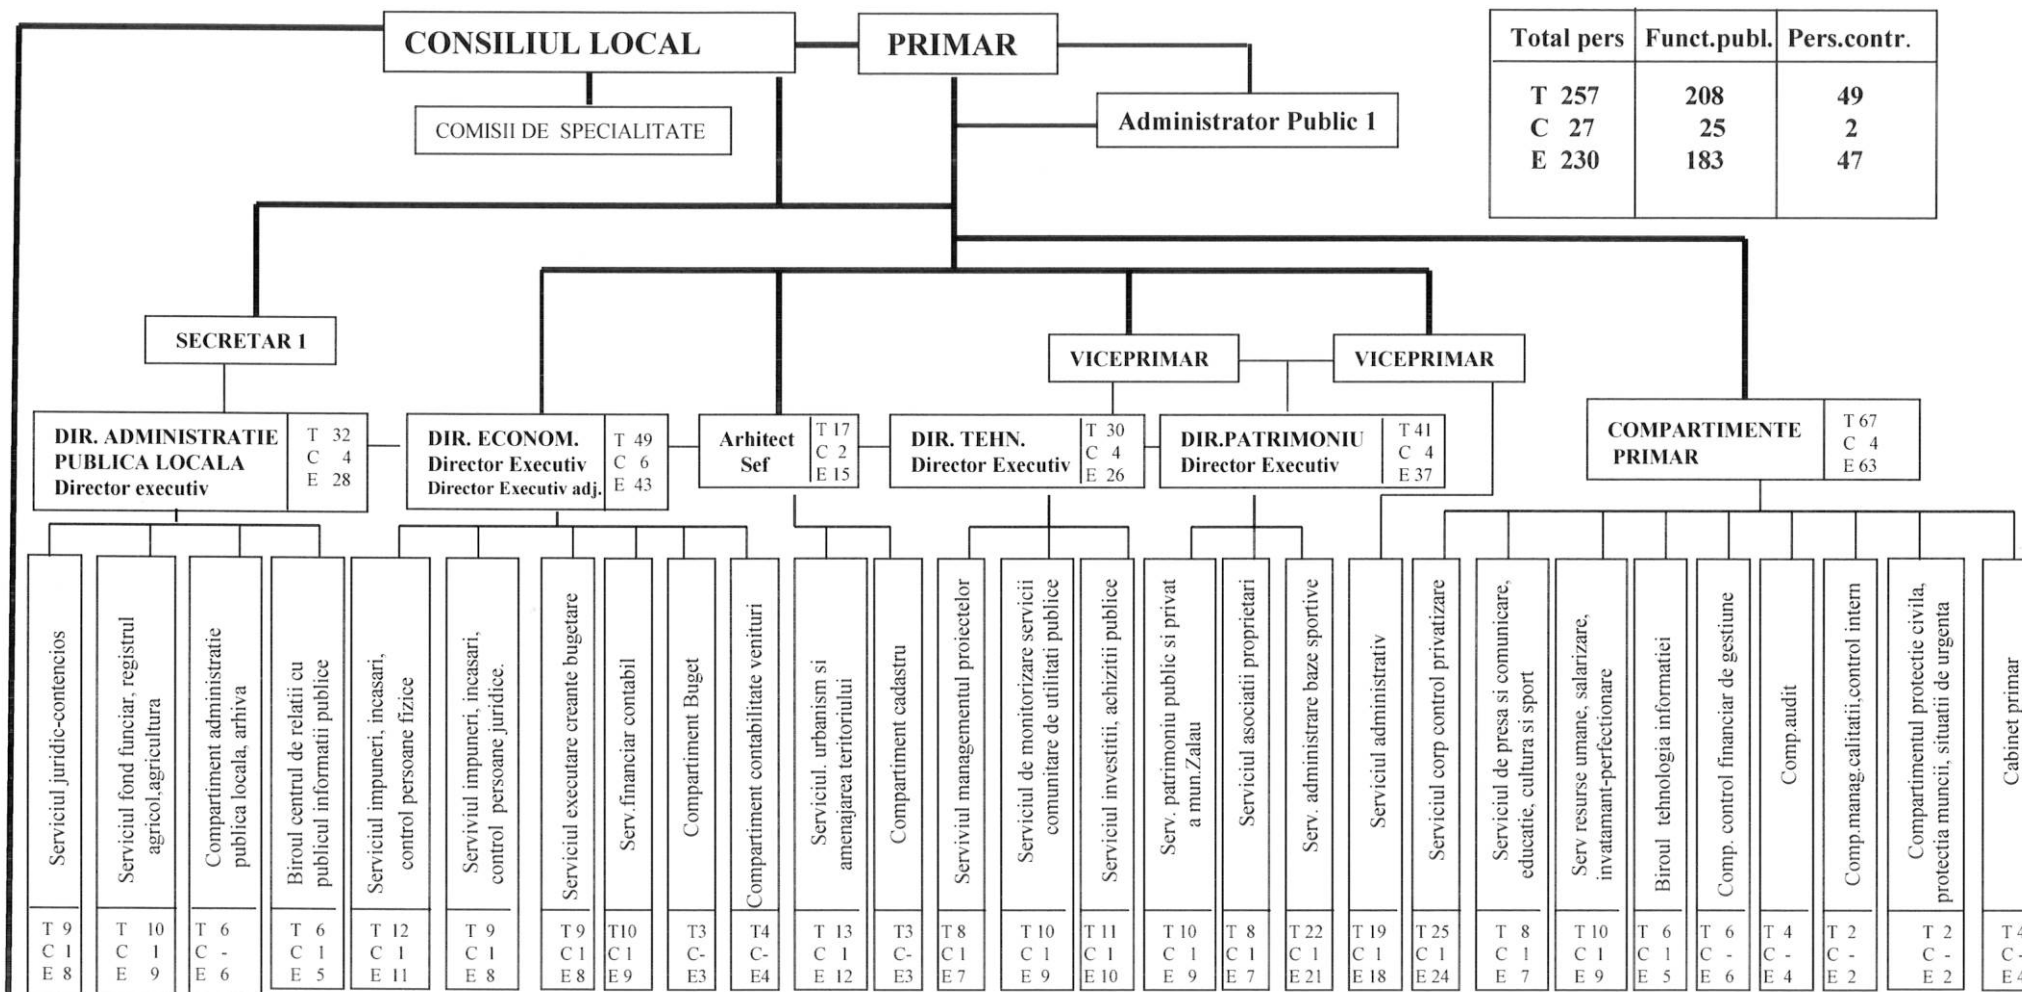 CONSILIUL LOCAL
PRIMAR
COMISII DE SPECIALITATE
Administrator Public 1
Total pers Funct.publ. Pers.contr.
T 257 208 49
C 27 25 2
E 230 183 47
SECRETAR 1
VICEPRIMAR
VICEPRIMAR
DIR. ADMINISTRATIE
PUBLICA LOCALA
Director executiv
T 32
C 4
E 28
DIR. ECONOM.
Director Executiv
Director Executiv adj.
T 49
C 6
E 43
Arhitect
Sef
T 17
C 2
E 15
DIR. TEHN.
Director Executiv
T 30
C 4
E 26
DIR.PATRIMONIU
Director Executiv
T 41
C 4
E 37
COMPARTIMENTE
PRIMAR
T 67
C 4
E 63
Serviciul juridic-contencios
T 9
C 1
E 8
Serviciul fond funciar, registrul
agricol.agricultura
T 10
C 1
E 9
Compartiment administratie
publica locala, arhiva
T 6
C -
E 6
Biroul centrul de relatii cu
publicul informatii publice
T 6
C 1
E 5
Serviciul impuneri, incasari,
control persoane fizice
T 12
C 1
E 11
Serviviul impuneri, incasari,
control persoane juridice.
T 9
C 1
E 8
Serviciul executare creante bugetare
T 9
C 1
E 8
Serv.financiar contabil
T10
C 1
E 9
Compartiment Buget
T3
C-
E3
Compartiment contabilitate venituri
T4
C-
E4
Serviciul. urbanism si
amenajarea teritoriului
T 13
C 1
E 12
Compartiment cadastru
T3
C-
E3
Serviviul managementul proiectelor
T 8
C 1
E 7
Serviciul de monitorizare servicii
comunitare de utilitati publice
T 10
C 1
E 9
Serviciul investitii, achizitii publice
T 11
C 1
E 10
Serv. patrimoniu public si privat
a mun.Zalau
T 10
C 1
E 9
Serviciul asociatii proprietari
T 8
C 1
E 7
Serv. administrare baze sportive
T 22
C 1
E 21
Serviciul administrativ
T 19
C 1
E 18
Serviciul corp control privatizare
T 25
C 1
E 24
Serviciul de presa si comunicare,
educatie, cultura si sport
T 8
C 1
E 7
Serv resurse umane, salarizare,
invatamant-perfectionare
T 10
C 1
E 9
Biroul tehnologia informatiei
T 6
C 1
E 5
Comp. control financiar de gestiune
T 6
C -
E 6
Comp.audit
T 4
C -
E 4
Comp.manag.calitatii,control intern
T 2
C -
E 2
Compartimentul protectie civila,
protectia muncii, situatii de urgenta
T 2
C -
E 2
Cabinet primar
T 4
C -
E 4